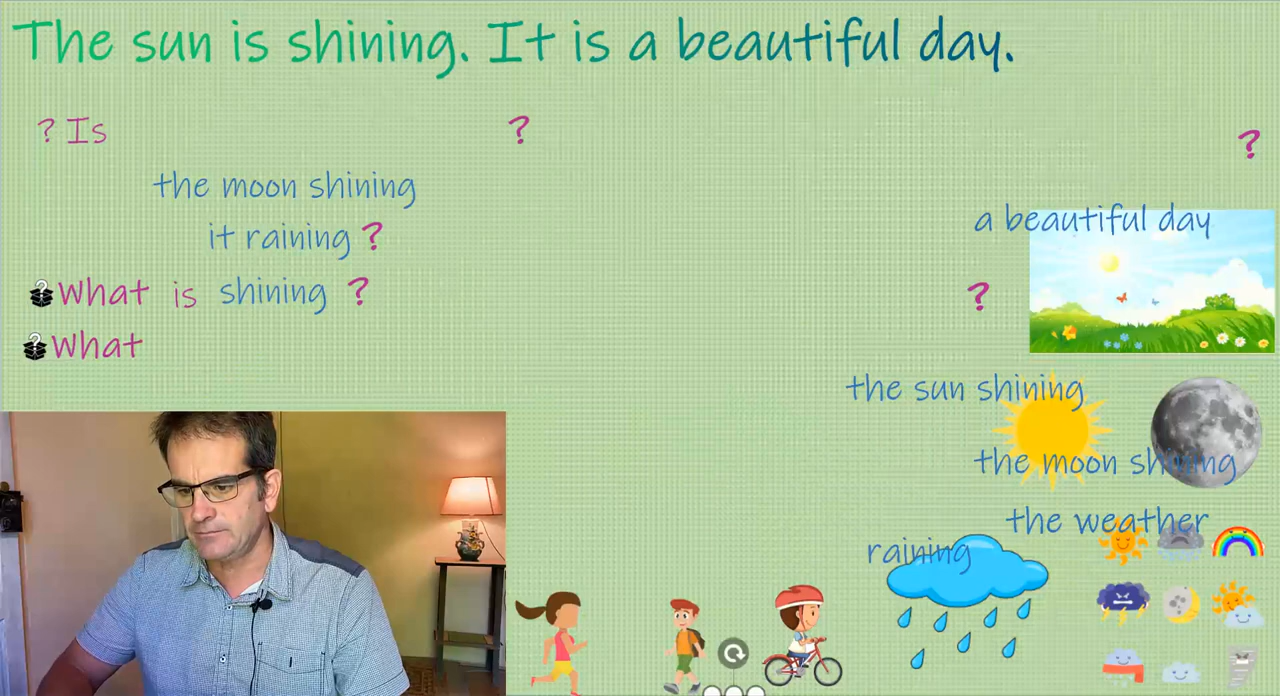 The sun is shining. It is a beautiful day.
? Is ? ?
the moon shining
it raining ?
a beautiful day
What is shining ?
?
What
the sun shining
the moon shining
the weather
raining